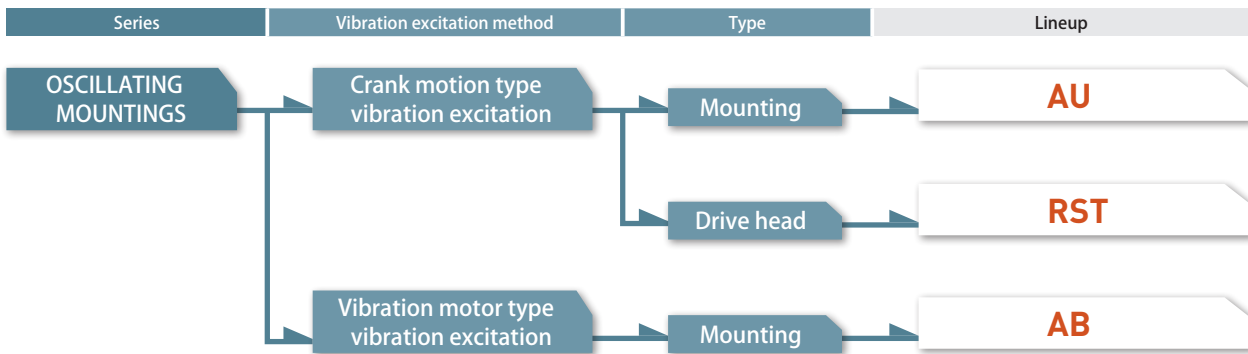 Series
Vibration excitation method
Type
Lineup
OSCILLATING
MOUNTINGS
Crank motion type
vibration excitation
Mounting
AU
Drive head
RST
Vibration motor type
vibration excitation
Mounting
AB